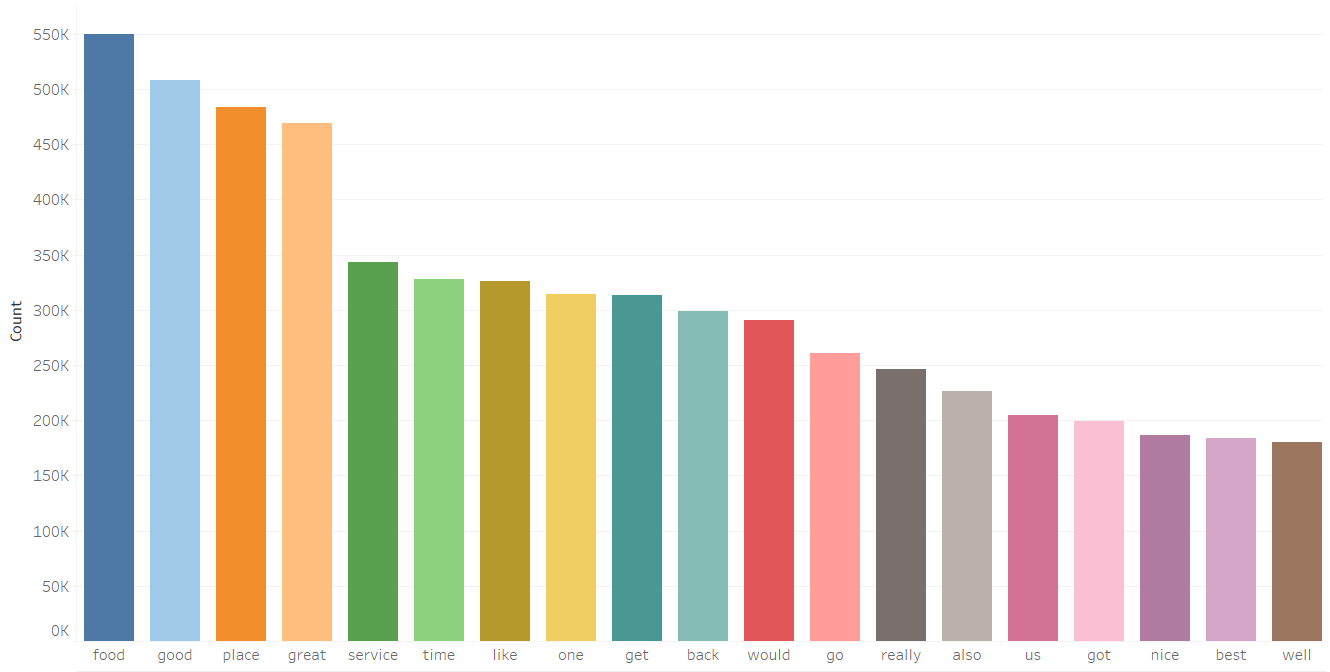 550K
500K
450K
400K
350K
300K
250K
200K
150K
100K
50K
0K
Count
food good place great service time like one get back would go really also us got nice best well